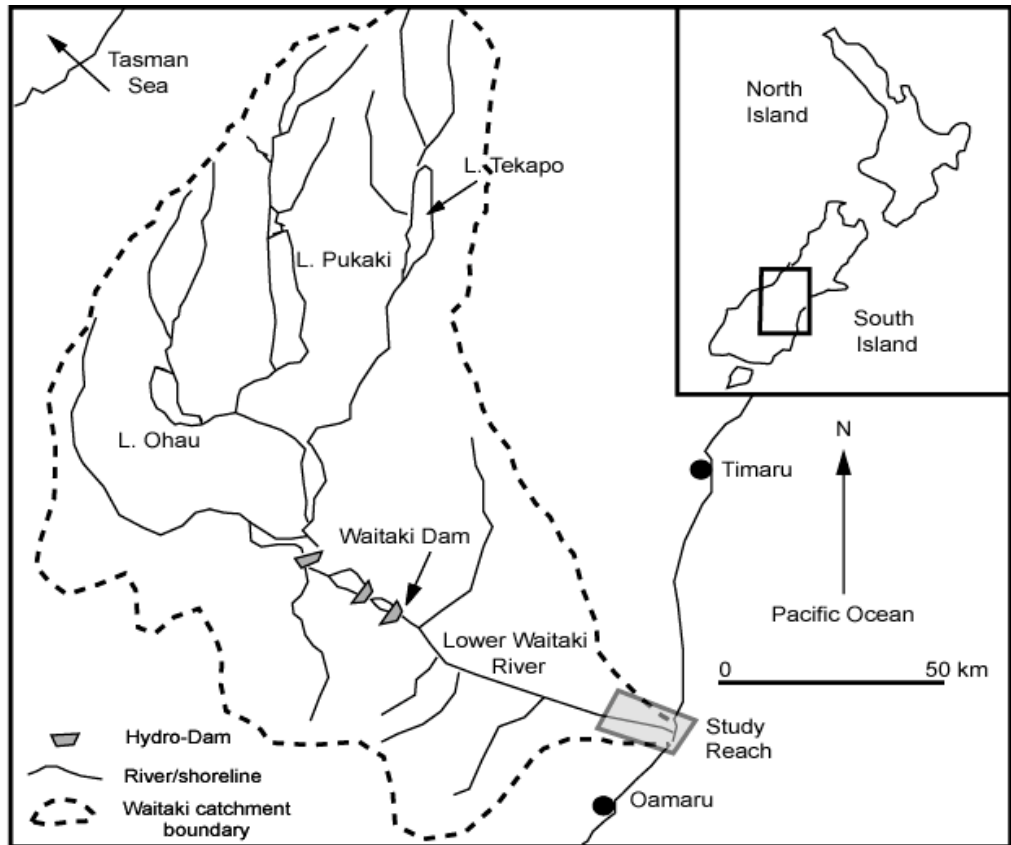 Tasman
Sea
North
Island
L. Tekapo
L. Pukaki
South
Island
L. Ohau
N
Timaru
Waitaki Dam
Pacific Ocean
Lower Waitaki
River
0 50 km
Study
Reach
Hydro-Dam
River/shoreline
Oamaru
Waitaki catchment
boundary